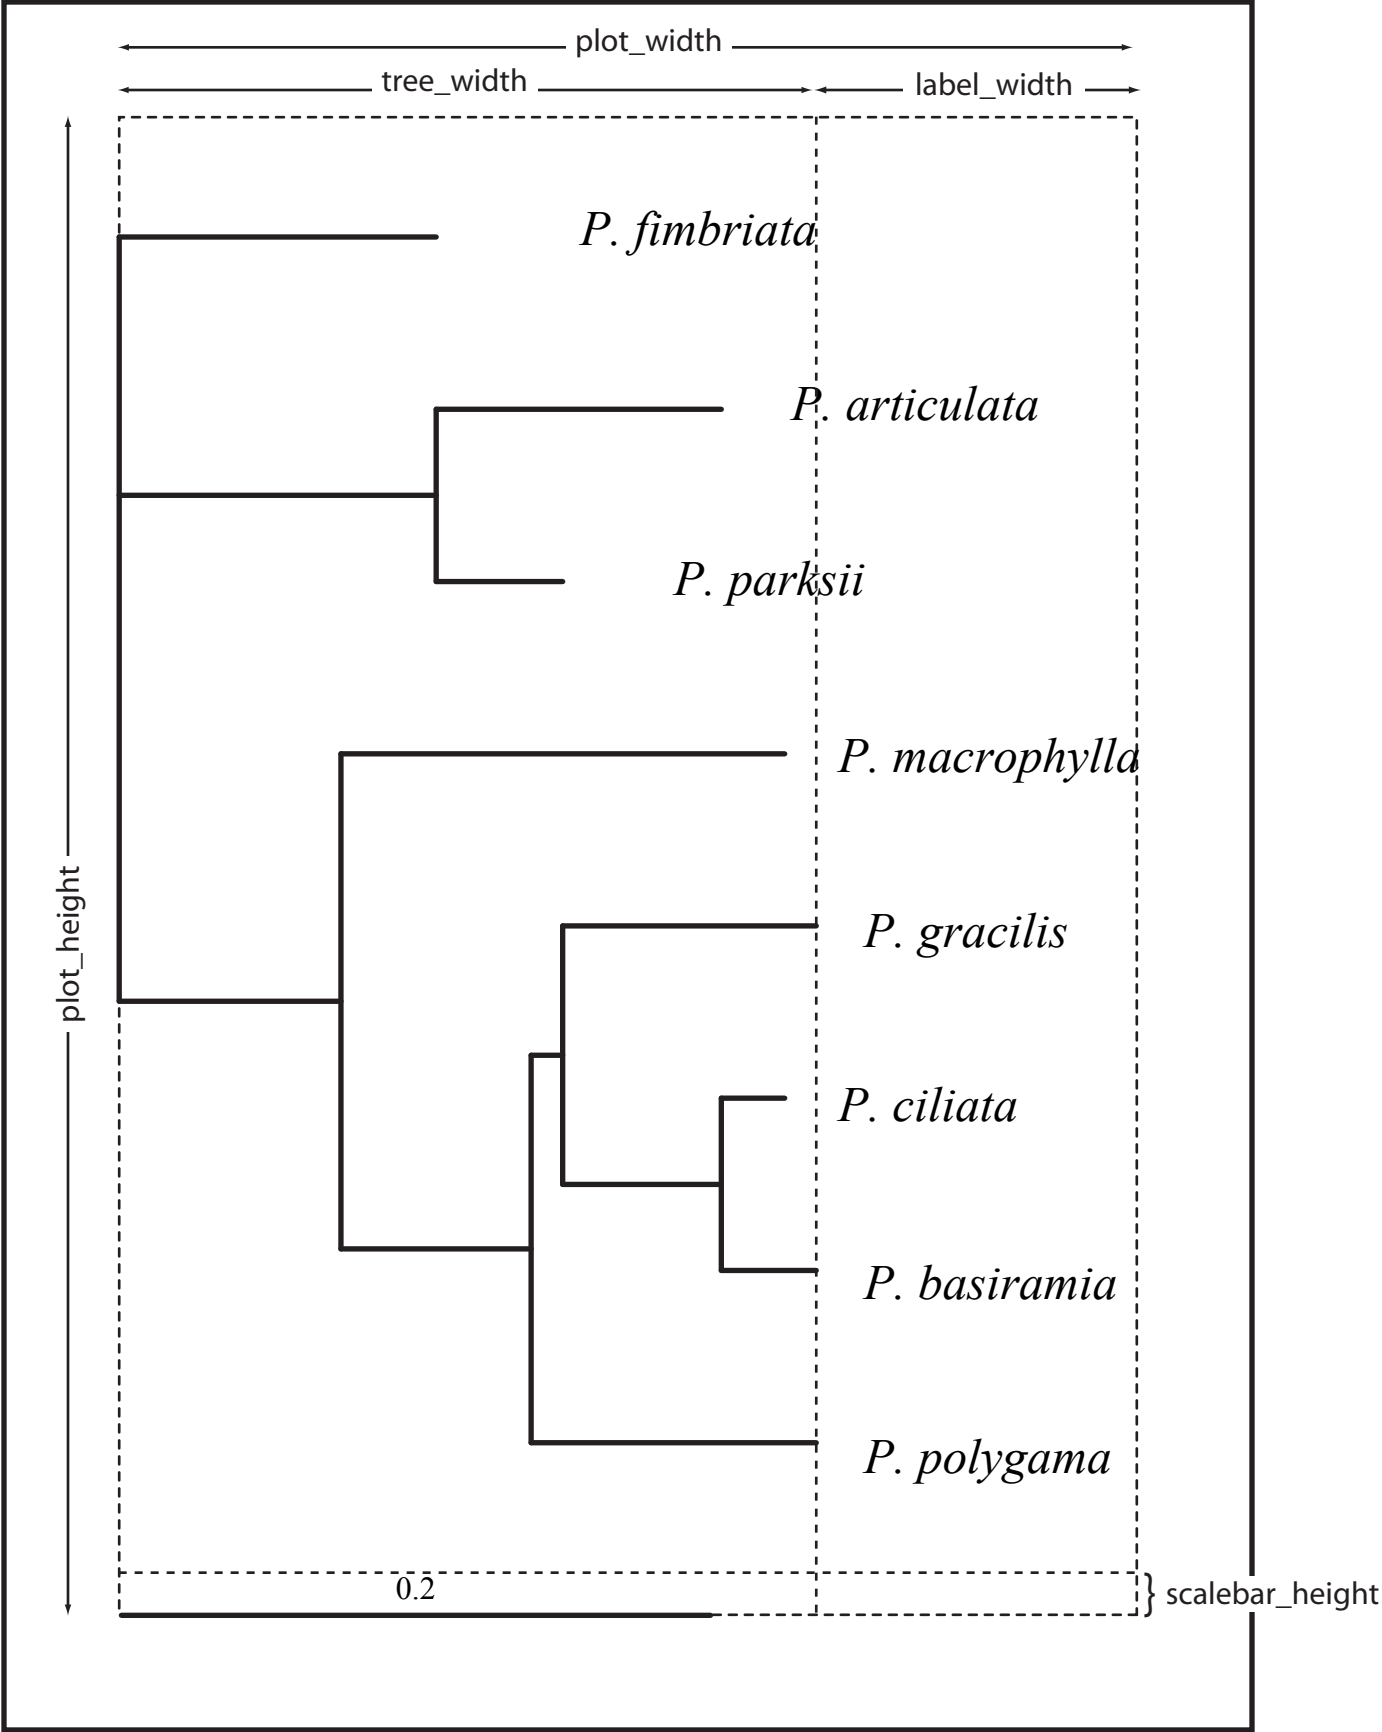 plot_width
tree_width
label_width
P. fimbriata
P. articulata
P. parksii
P. macrophylla
plot_height
P. gracilis
P. ciliata
P. basiramia
P. polygama
0.2
scalebar_height